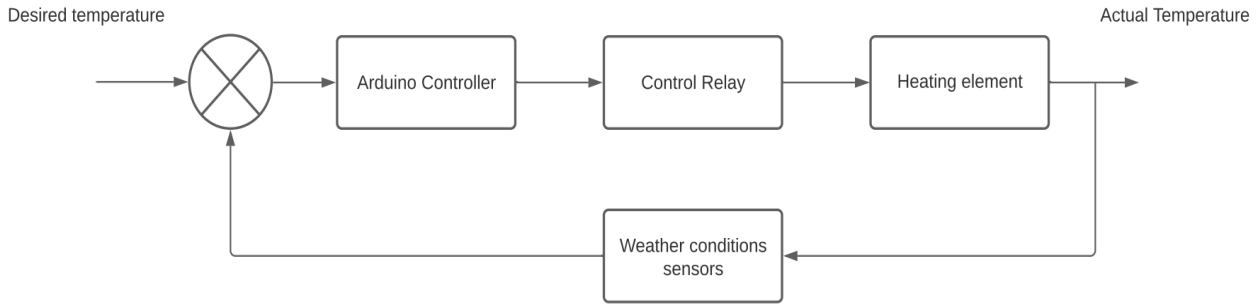 Desired temperature
Actual Temperature
Arduino Controller
Control Relay
Heating element
Weather conditions
sensors